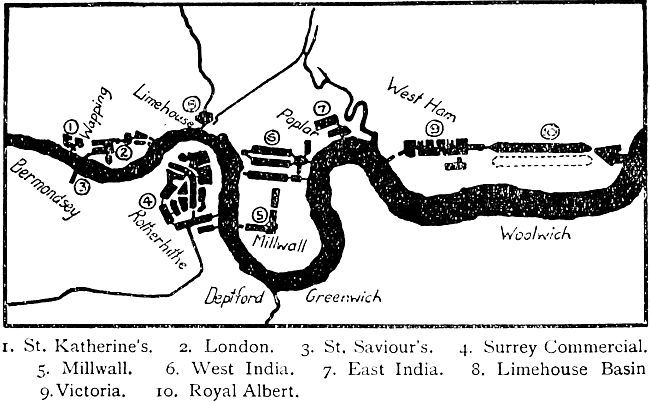 Limehouse
8
Wapping
1
2
3
Bermondsey
4
Rotherhithe
5
Millwall
6
Poplar
7
West Ham
9
10
Woolwich
Deptford
Greenwich
1. St. Katherine's. 2. London. 3. St. Saviour's. 4. Surrey Commercial.
5. Millwall. 6. West India. 7. East India. 8. Limehouse Basin
9. Victoria. 10. Royal Albert.